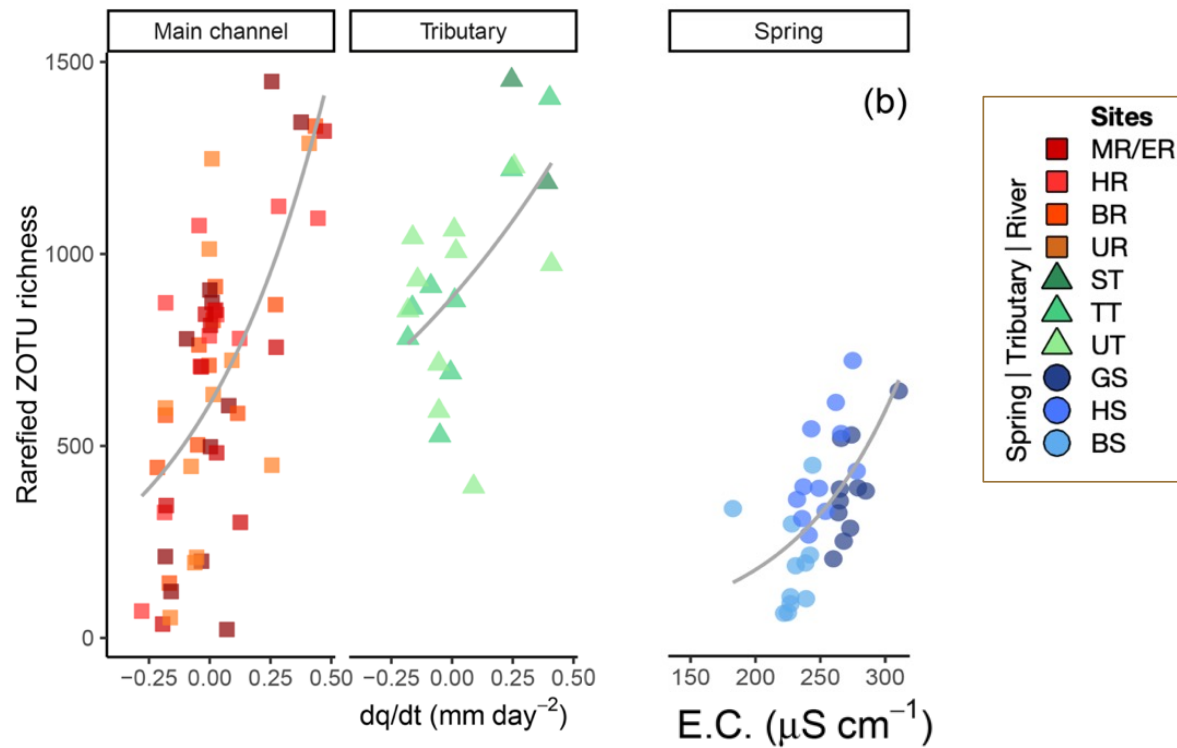 Main channel
Tributary
Spring
(b)
Rarefied ZOTU richness
1500
1000
500
0
−0.25 0.00 0.25 0.50
−0.25 0.00 0.25 0.50
150 200 250 300
dq/dt (mm day⁻²)
E.C. (µS cm⁻¹)
Spring | Tributary | River
Sites
MR/ER
HR
BR
UR
ST
TT
UT
GS
HS
BS